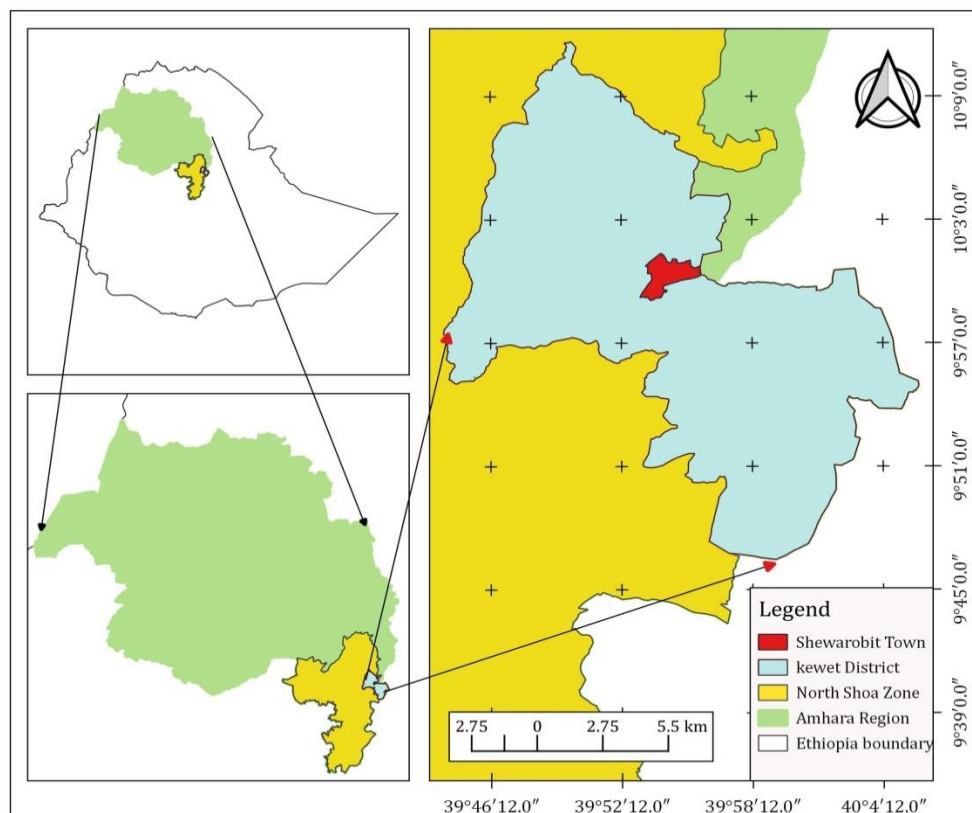 10°9'0.0"
10°3'0.0"
9°57'0.0"
9°51'0.0"
9°45'0.0"
9°39'0.0"
Legend
Shewarobit Town
kewet District
North Shoa Zone
Amhara Region
Ethiopia boundary
2.75 0 2.75 5.5 km
39°46'12.0" 39°52'12.0" 39°58'12.0" 40°4'12.0"